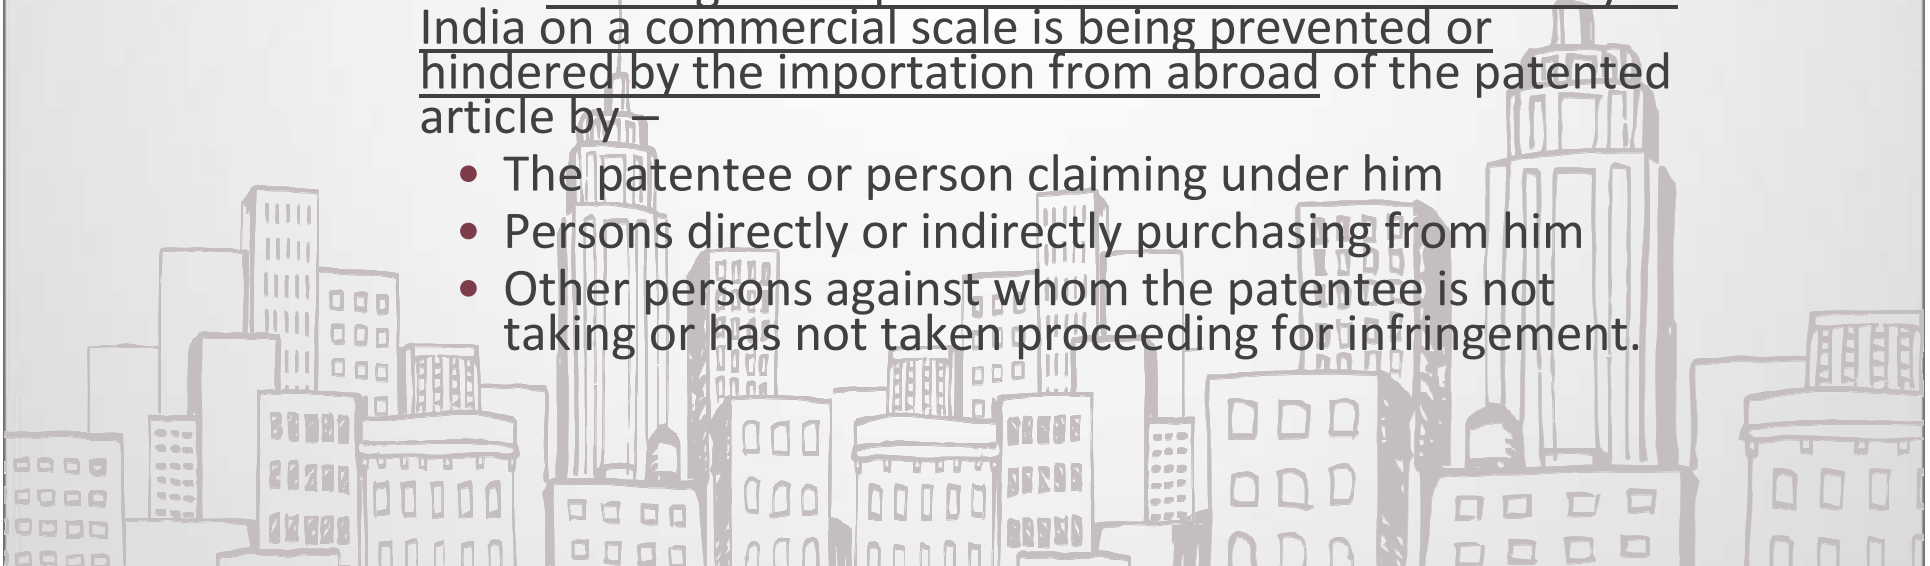 India on a commercial scale is being prevented or
hindered by the importation from abroad of the patented
article by –
• The patentee or person claiming under him
• Persons directly or indirectly purchasing from him
• Other persons against whom the patentee is not
taking or has not taken proceeding for infringement.